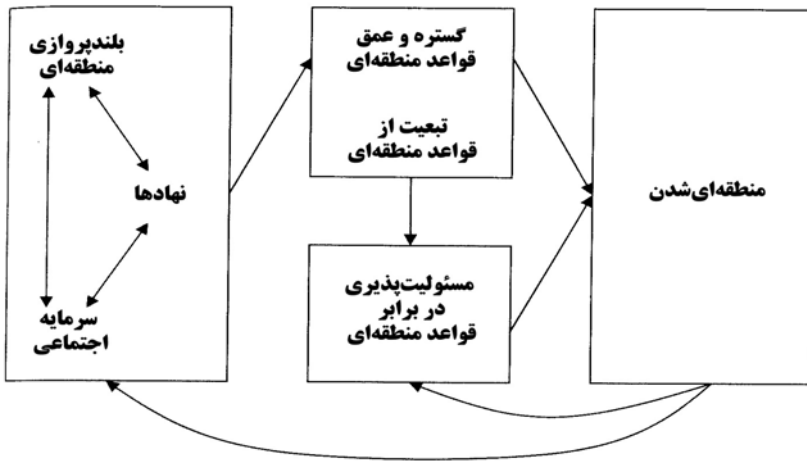 بلندپروازی
منطقه‌ای
نهادها
سرمایه
اجتماعی
گستره و عمق
قواعد منطقه‌ای
تبعیت از
قواعد منطقه‌ای
مسئولیت‌پذیری
در برابر
قواعد منطقه‌ای
منطقه‌ای‌شدن